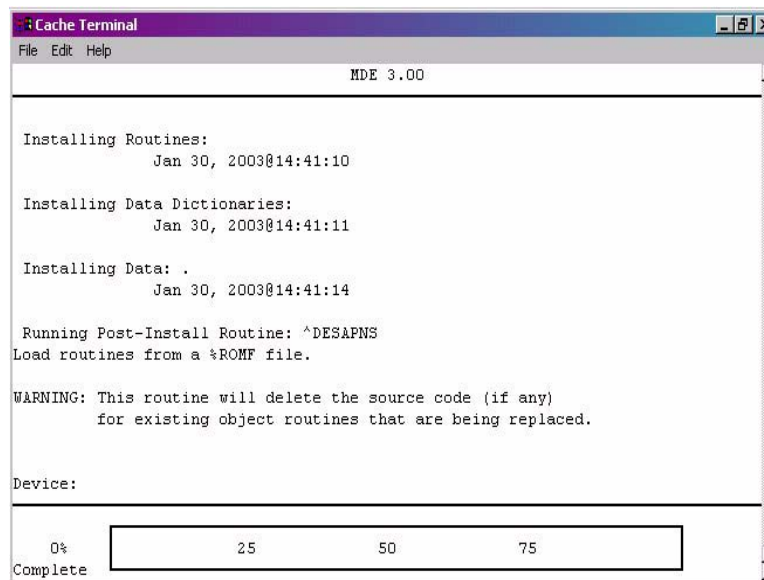 Cache Terminal
File Edit Help
MDE 3.00
Installing Routines:
Jan 30, 2003@14:41:10
Installing Data Dictionaries:
Jan 30, 2003@14:41:11
Installing Data: .
Jan 30, 2003@14:41:14
Running Post-Install Routine: ^DESAPNS
Load routines from a %ROMF file.
WARNING: This routine will delete the source code (if any)
for existing object routines that are being replaced.
Device:
0% 25 50 75
Complete